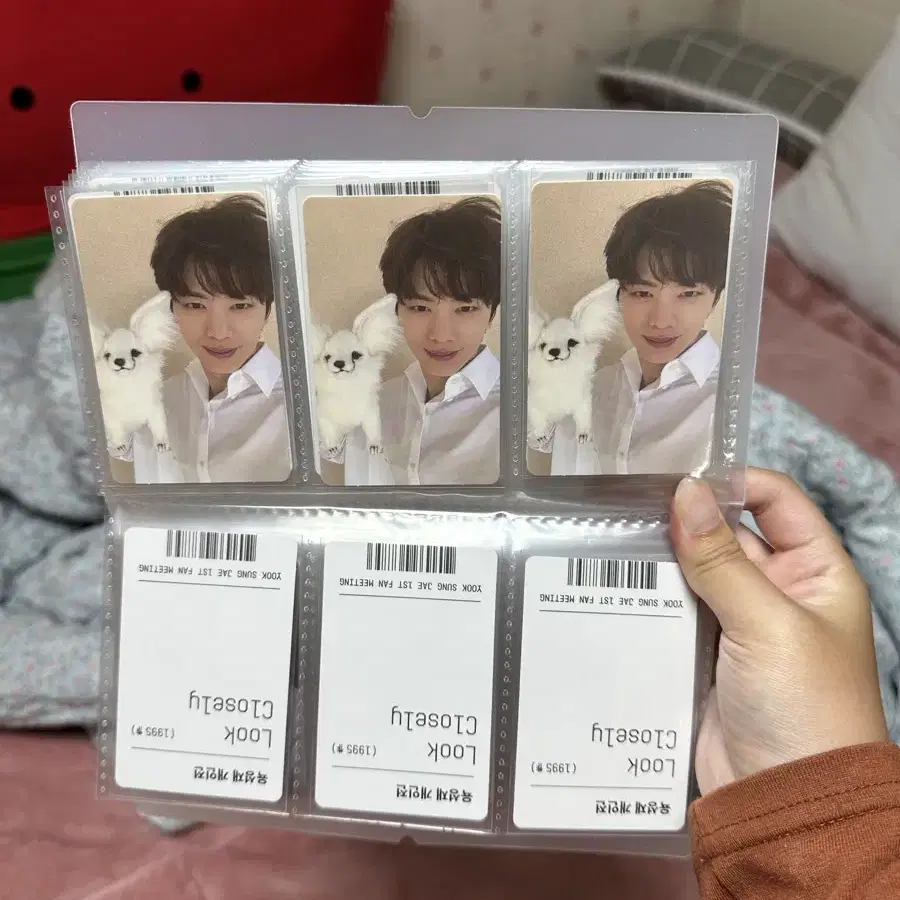 육성재 개인전
Look (1995
Closely
YOOK SUNG JAE 1ST FAN MEETING
육성재 개인전
Look (1995
Closely
YOOK SUNG JAE 1ST FAN MEETING
육성재 개인전
Look (1995
Closely
YOOK SUNG JAE 1ST FAN MEETING